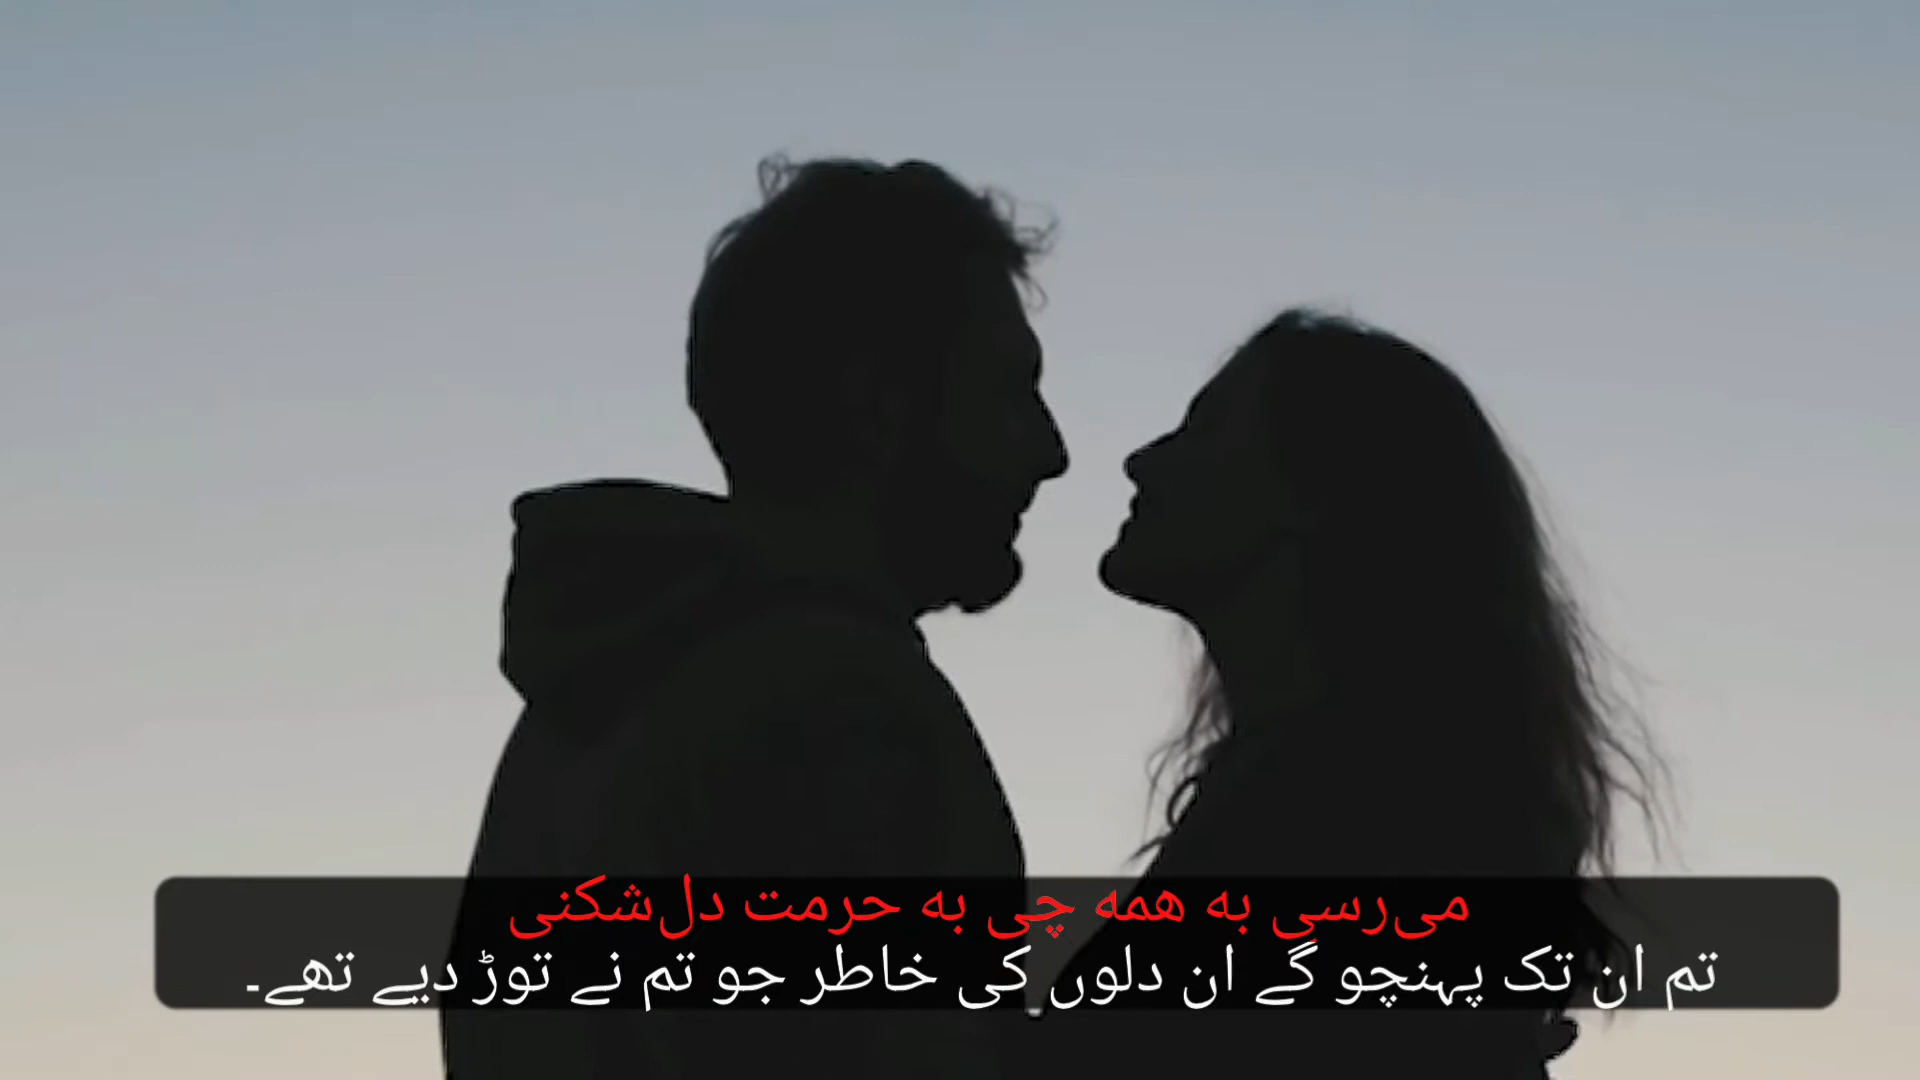 می‌رسی به همه چی به حرمت دل‌شکنی
تم ان تک پہنچو گے ان دلوں کی خاطر جو تم نے توڑ دیے تھے۔